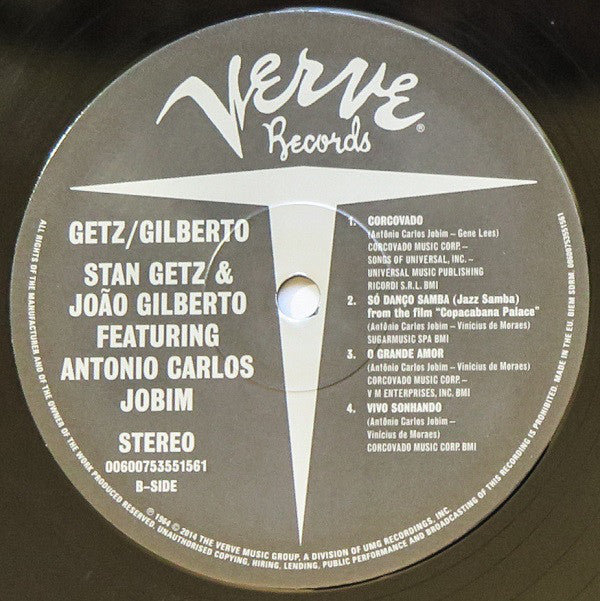 VERVE
Records
®
GETZ/GILBERTO
STAN GETZ &
JOÃO GILBERTO
FEATURING
ANTONIO CARLOS
JOBIM
STEREO
00600753551561
B-SIDE
1. CORCOVADO
(Antônio Carlos Jobim – Gene Lees)
CORCOVADO MUSIC CORP. –
SONGS OF UNIVERSAL, INC. –
UNIVERSAL MUSIC PUBLISHING
RICORDI S.R.L. BMI
2. SÓ DANÇO SAMBA (Jazz Samba)
from the film "Copacabana Palace"
(Antônio Carlos Jobim – Vinicius de Moraes)
SUGARMUSIC SPA BMI
3. O GRANDE AMOR
(Antônio Carlos Jobim – Vinicius de Moraes)
CORCOVADO MUSIC CORP. –
V M ENTERPRISES, INC. BMI
4. VIVO SONHANDO
(Antônio Carlos Jobim –
Vinicius de Moraes)
CORCOVADO MUSIC CORP. BMI
ALL RIGHTS OF THE MANUFACTURER AND OF THE OWNER OF THE WORK PRODUCED RESERVED. UNAUTHORISED COPYING, HIRING, LENDING, PUBLIC PERFORMANCE AND BROADCASTING OF THIS RECORDING IS PROHIBITED. MADE IN THE EU. BIEM SDRM. 00600753551561
℗ 1964 © 2014 THE VERVE MUSIC GROUP, A DIVISION OF UMG RECORDINGS, INC.